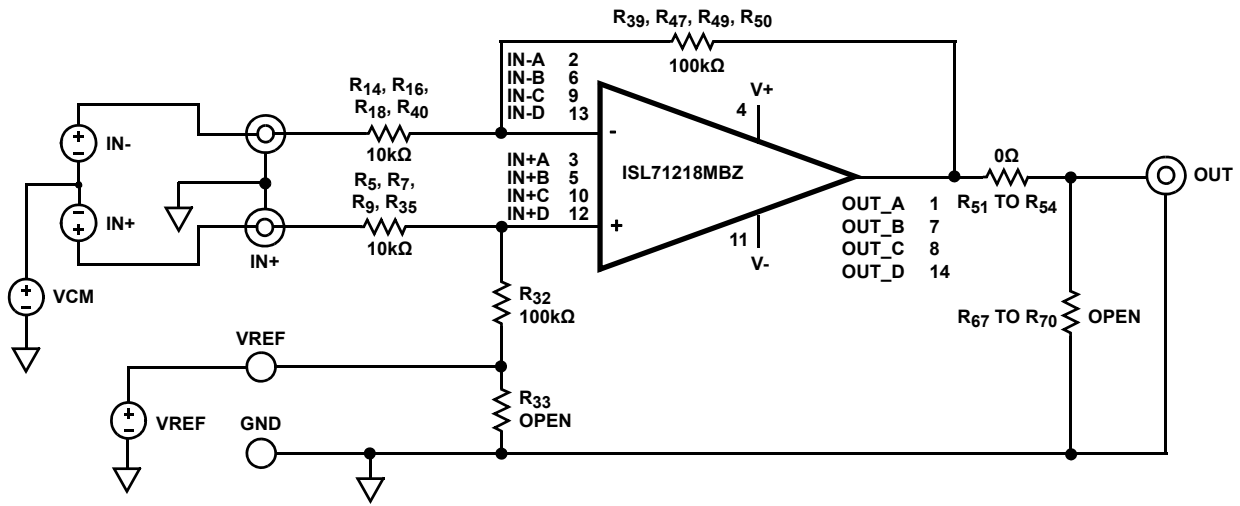 R39, R47, R49, R50
100kΩ
IN-A 2
IN-B 6
IN-C 9
IN-D 13
R14, R16,
R18, R40
10kΩ
V+
4
IN-
+
−
-
ISL71218MBZ
0Ω
OUT
R51 TO R54
IN+A 3
IN+B 5
IN+C 10
IN+D 12
R5, R7,
R9, R35
10kΩ
+
−
IN+
IN+
+
OUT_A 1
OUT_B 7
OUT_C 8
OUT_D 14
11
V-
+
−
VCM
R32
100kΩ
R67 TO R70
OPEN
VREF
+
−
VREF
R33
OPEN
GND